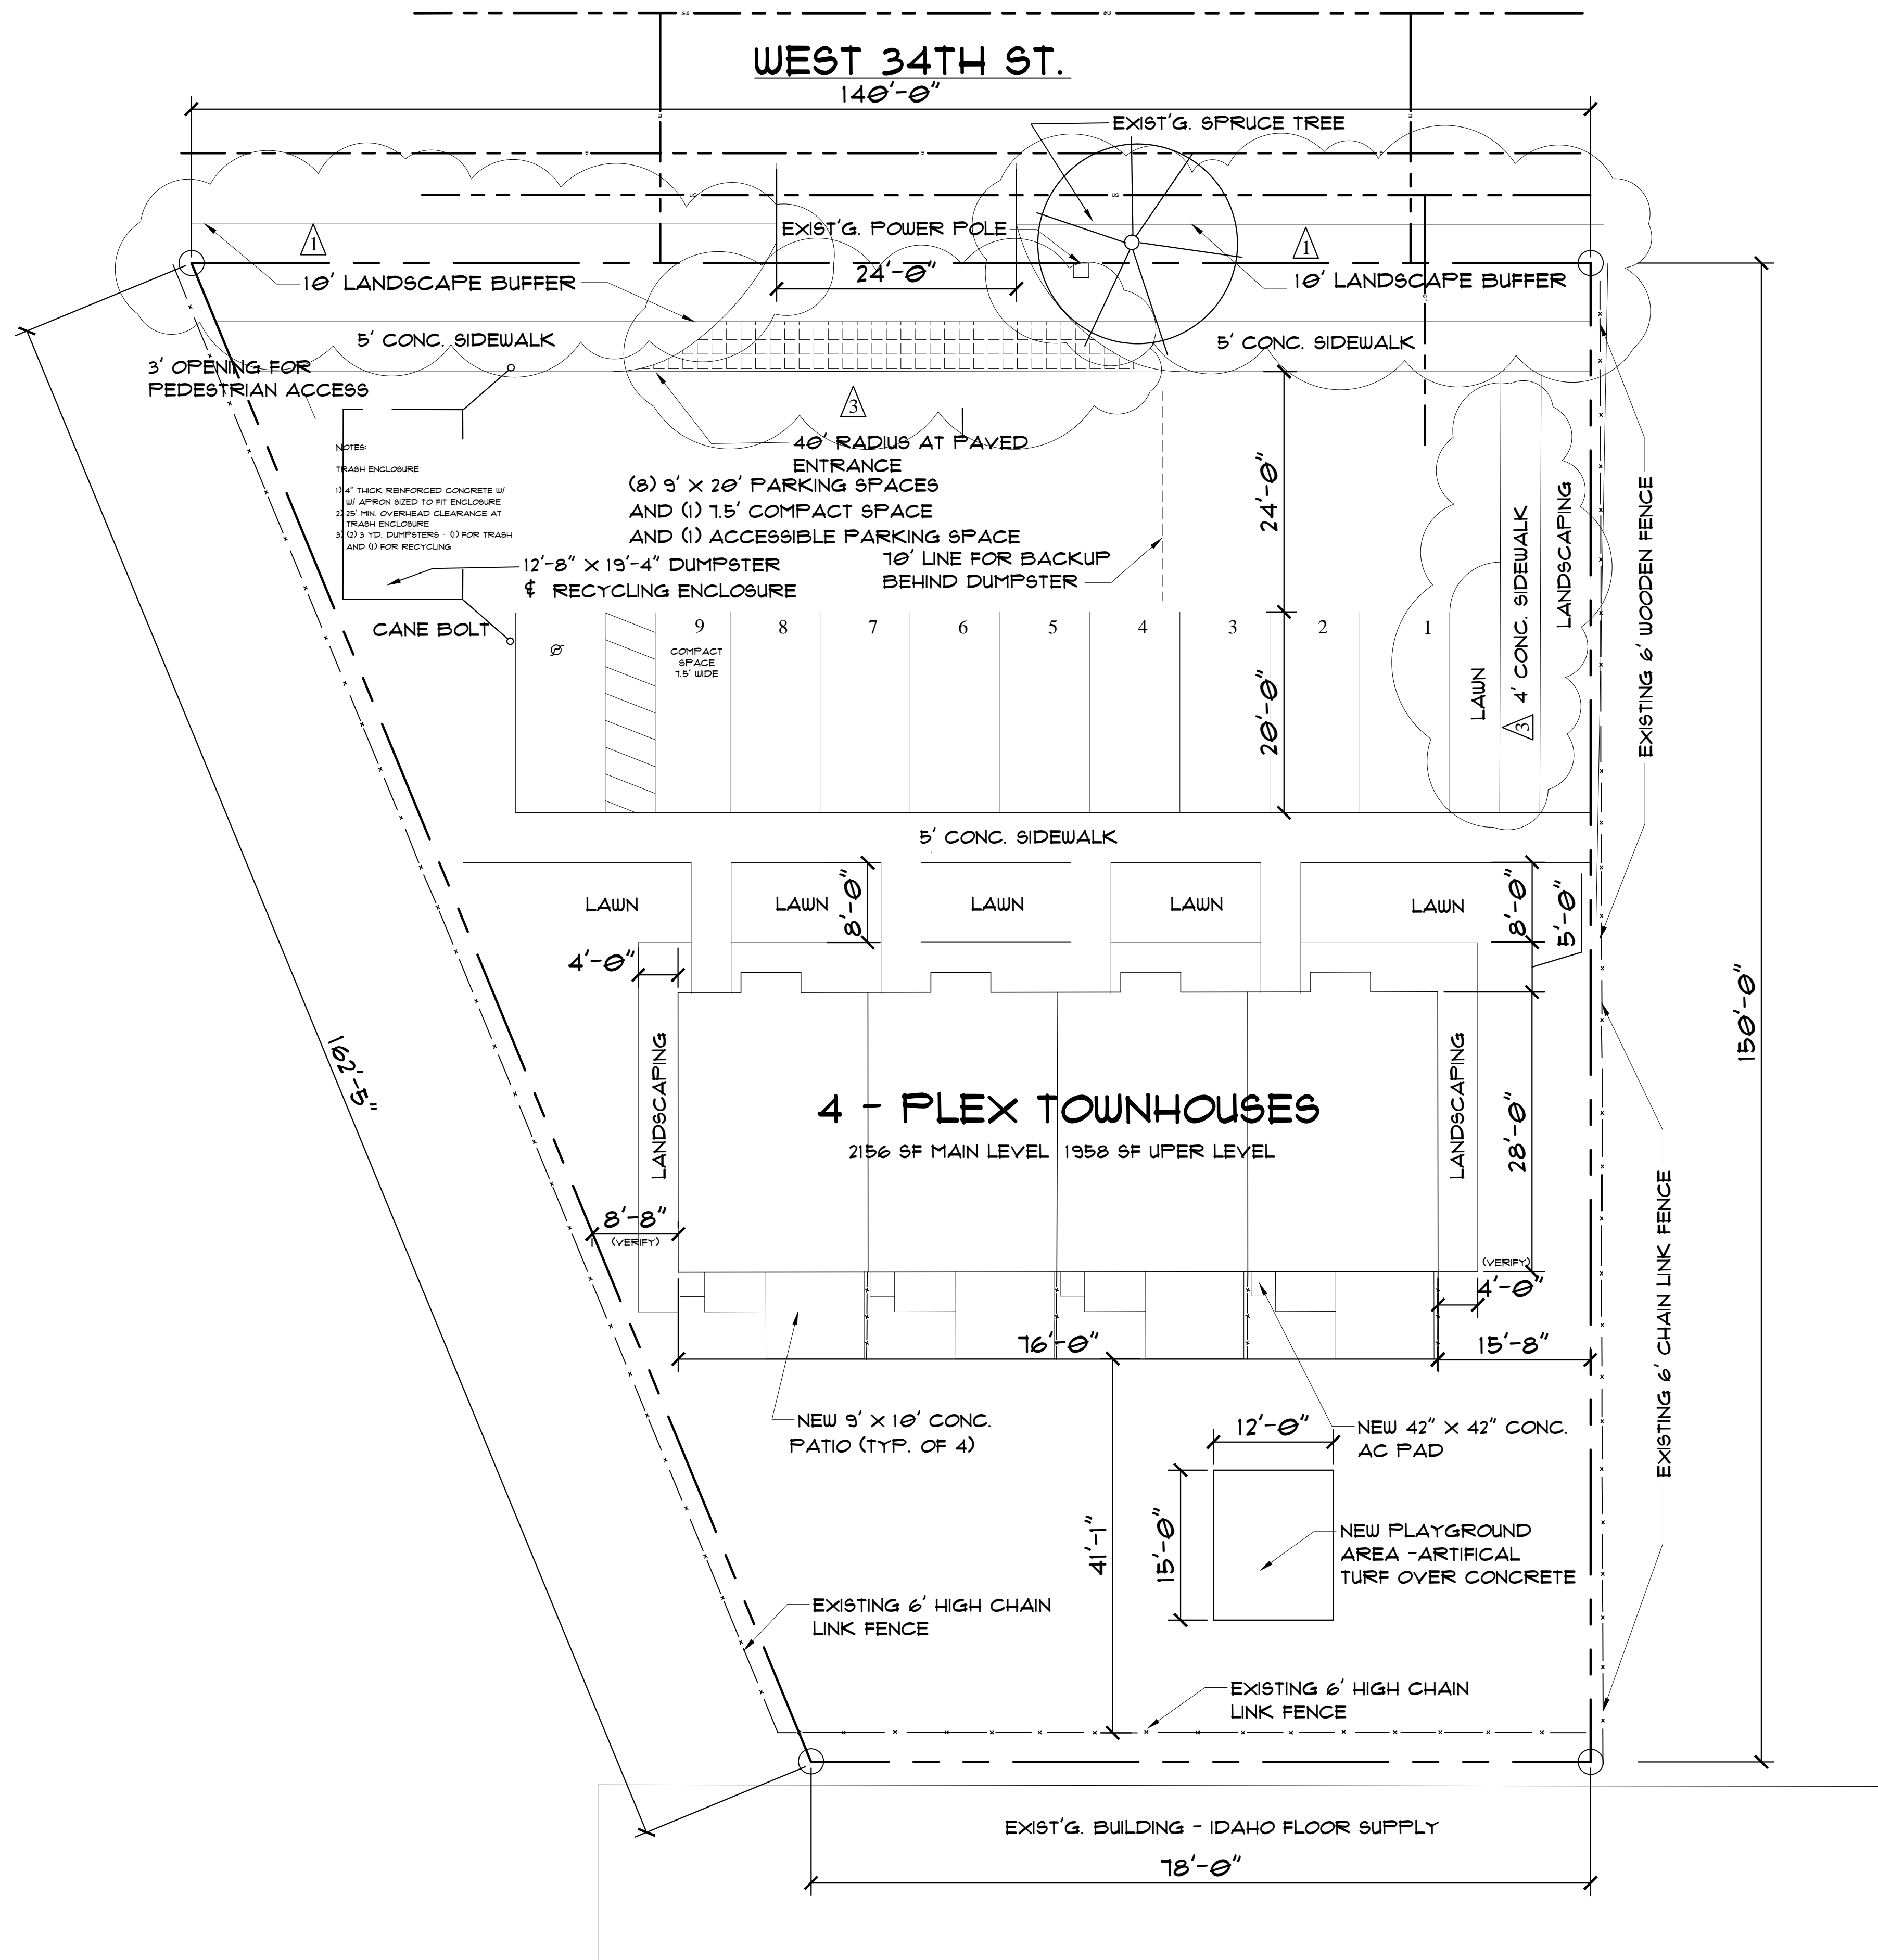 WEST 34TH ST.
140'-0"
EXIST'G. SPRUCE TREE
EXIST'G. POWER POLE
1
1
24'-0"
10' LANDSCAPE BUFFER
10' LANDSCAPE BUFFER
5' CONC. SIDEWALK
5' CONC. SIDEWALK
3' OPENING FOR
PEDESTRIAN ACCESS
3
40' RADIUS AT PAVED
ENTRANCE
NOTES:
TRASH ENCLOSURE
1) 4" THICK REINFORCED CONCRETE W/
W/ APRON SIZED TO FIT ENCLOSURE
2) 25' MIN. OVERHEAD CLEARANCE AT
TRASH ENCLOSURE
3) (2) 3 YD. DUMPSTERS - (1) FOR TRASH
AND (1) FOR RECYCLING
(8) 9' X 20' PARKING SPACES
AND (1) 7.5' COMPACT SPACE
AND (1) ACCESSIBLE PARKING SPACE
70' LINE FOR BACKUP
BEHIND DUMPSTER
24'-0"
12'-8" X 19'-4" DUMPSTER
& RECYCLING ENCLOSURE
CANE BOLT
9
8
7
6
5
4
3
2
1
COMPACT
SPACE
7.5' WIDE
20'-0"
LAWN
3
4' CONC. SIDEWALK
LANDSCAPING
EXISTING 6' WOODEN FENCE
5' CONC. SIDEWALK
LAWN
LAWN
8'-0"
LAWN
LAWN
LAWN
8'-0"
5'-0"
4'-0"
150'-0"
162'-5"
LANDSCAPING
4 - PLEX TOWNHOUSES
2156 SF MAIN LEVEL 1958 SF UPER LEVEL
LANDSCAPING
28'-0"
8'-8"
(VERIFY)
(VERIFY)
4'-0"
EXISTING 6' CHAIN LINK FENCE
76'-0"
15'-8"
NEW 9' X 10' CONC.
PATIO (TYP. OF 4)
12'-0"
NEW 42" X 42" CONC.
AC PAD
41'-1"
15'-0"
NEW PLAYGROUND
AREA -ARTIFICAL
TURF OVER CONCRETE
EXISTING 6' HIGH CHAIN
LINK FENCE
EXISTING 6' HIGH CHAIN
LINK FENCE
EXIST'G. BUILDING - IDAHO FLOOR SUPPLY
78'-0"